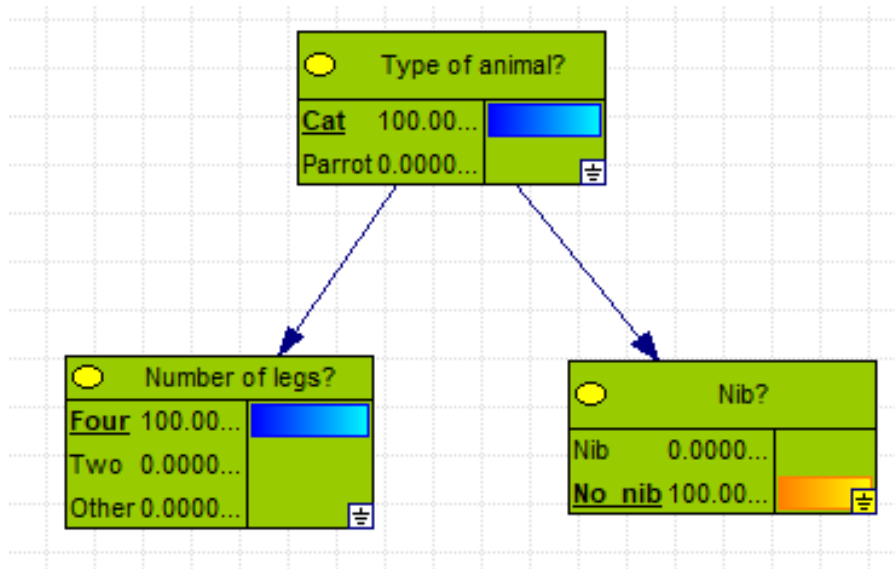 Type of animal?
Cat 100.00...
Parrot 0.0000...
Number of legs?
Four 100.00...
Two 0.0000...
Other 0.0000...
Nib?
Nib 0.0000...
No_nib 100.00...